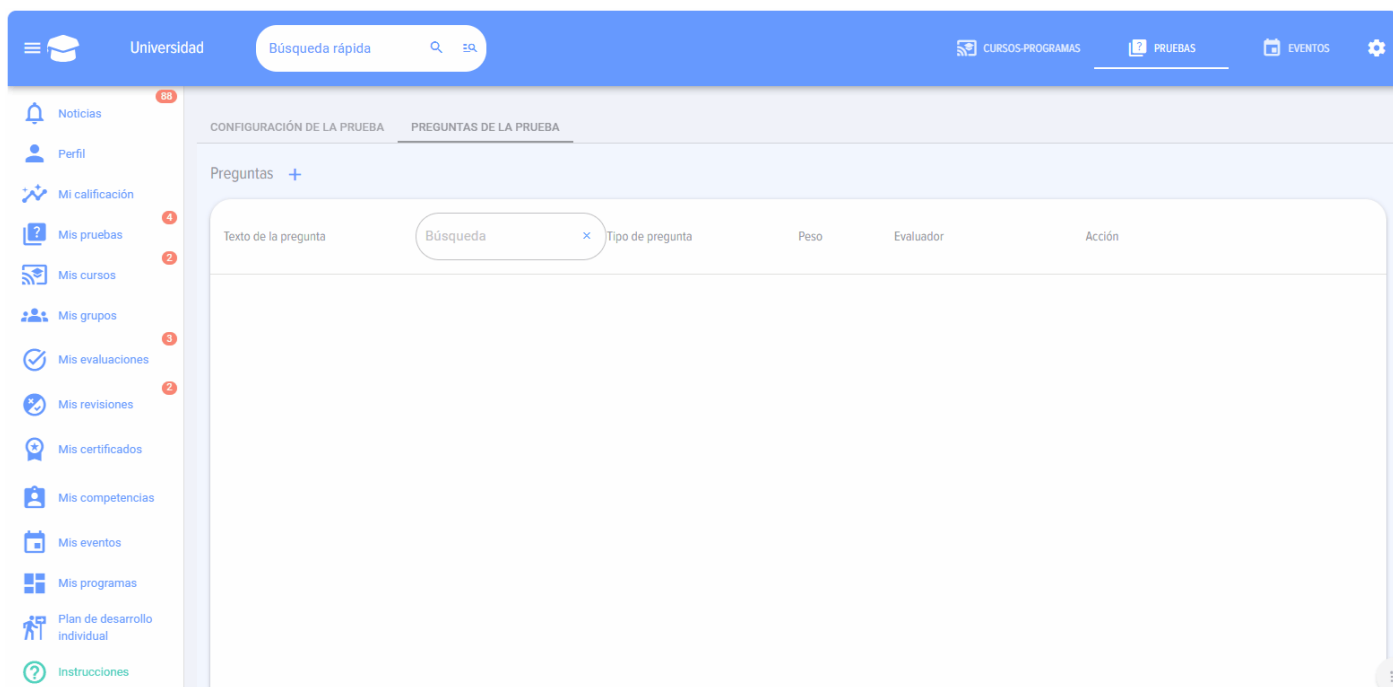 Universidad
Búsqueda rápida
CURSOS-PROGRAMAS
PRUEBAS
EVENTOS
88
Noticias
Perfil
Mi calificación
4
Mis pruebas
2
Mis cursos
Mis grupos
3
Mis evaluaciones
2
Mis revisiones
Mis certificados
Mis competencias
Mis eventos
Mis programas
Plan de desarrollo
individual
Instrucciones
CONFIGURACIÓN DE LA PRUEBA
PREGUNTAS DE LA PRUEBA
Preguntas +
Texto de la pregunta
Búsqueda ×
Tipo de pregunta
Peso
Evaluador
Acción